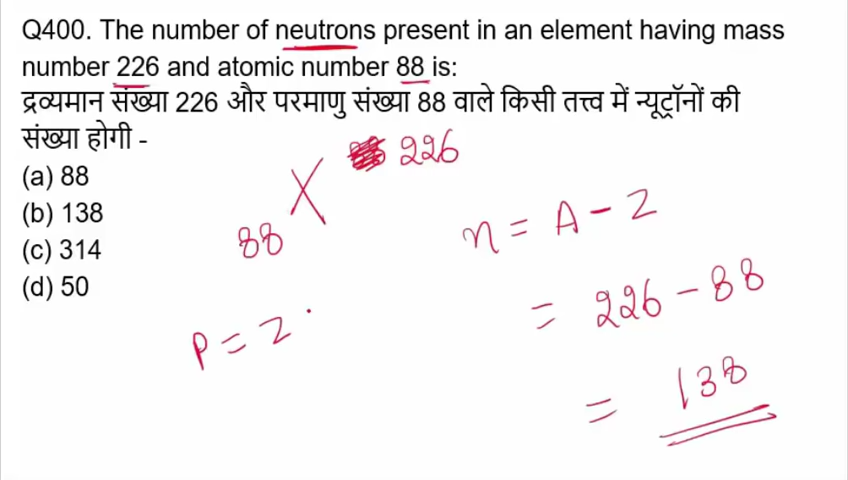 Q400. The number of neutrons present in an element having mass
number 226 and atomic number 88 is:
द्रव्यमान संख्या 226 और परमाणु संख्या 88 वाले किसी तत्त्व में न्यूट्रॉनों की
संख्या होगी -
(a) 88
(b) 138
(c) 314
(d) 50
226
X
88
P = Z
n = A - Z
= 226 - 88
= 138